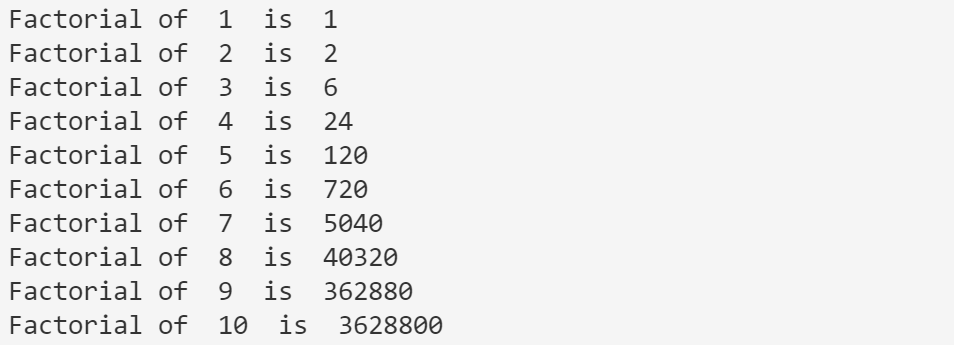 Factorial of  1  is  1
Factorial of  2  is  2
Factorial of  3  is  6
Factorial of  4  is  24
Factorial of  5  is  120
Factorial of  6  is  720
Factorial of  7  is  5040
Factorial of  8  is  40320
Factorial of  9  is  362880
Factorial of  10  is  3628800